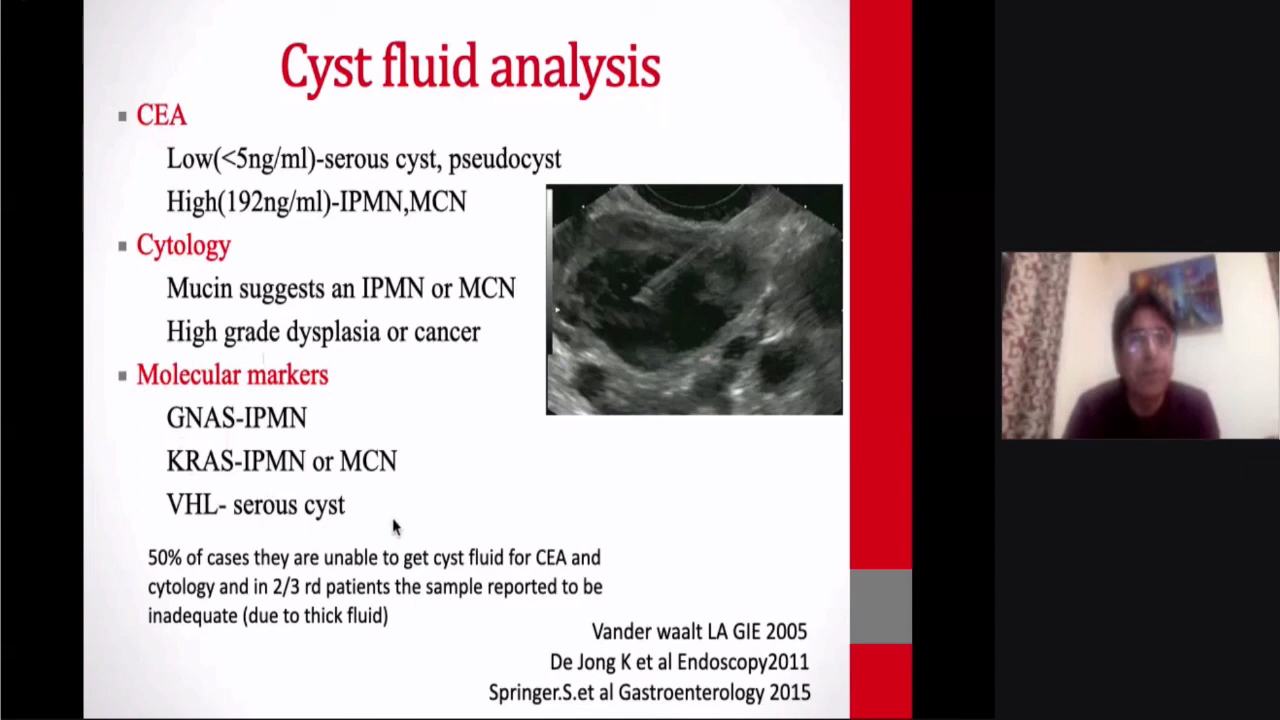 Cyst fluid analysis
CEA
Low(<5ng/ml)-serous cyst, pseudocyst
High(192ng/ml)-IPMN,MCN
Cytology
Mucin suggests an IPMN or MCN
High grade dysplasia or cancer
Molecular markers
GNAS-IPMN
KRAS-IPMN or MCN
VHL- serous cyst
50% of cases they are unable to get cyst fluid for CEA and
cytology and in 2/3 rd patients the sample reported to be
inadequate (due to thick fluid)
Vander waalt LA GIE 2005
De Jong K et al Endoscopy2011
Springer.S.et al Gastroenterology 2015